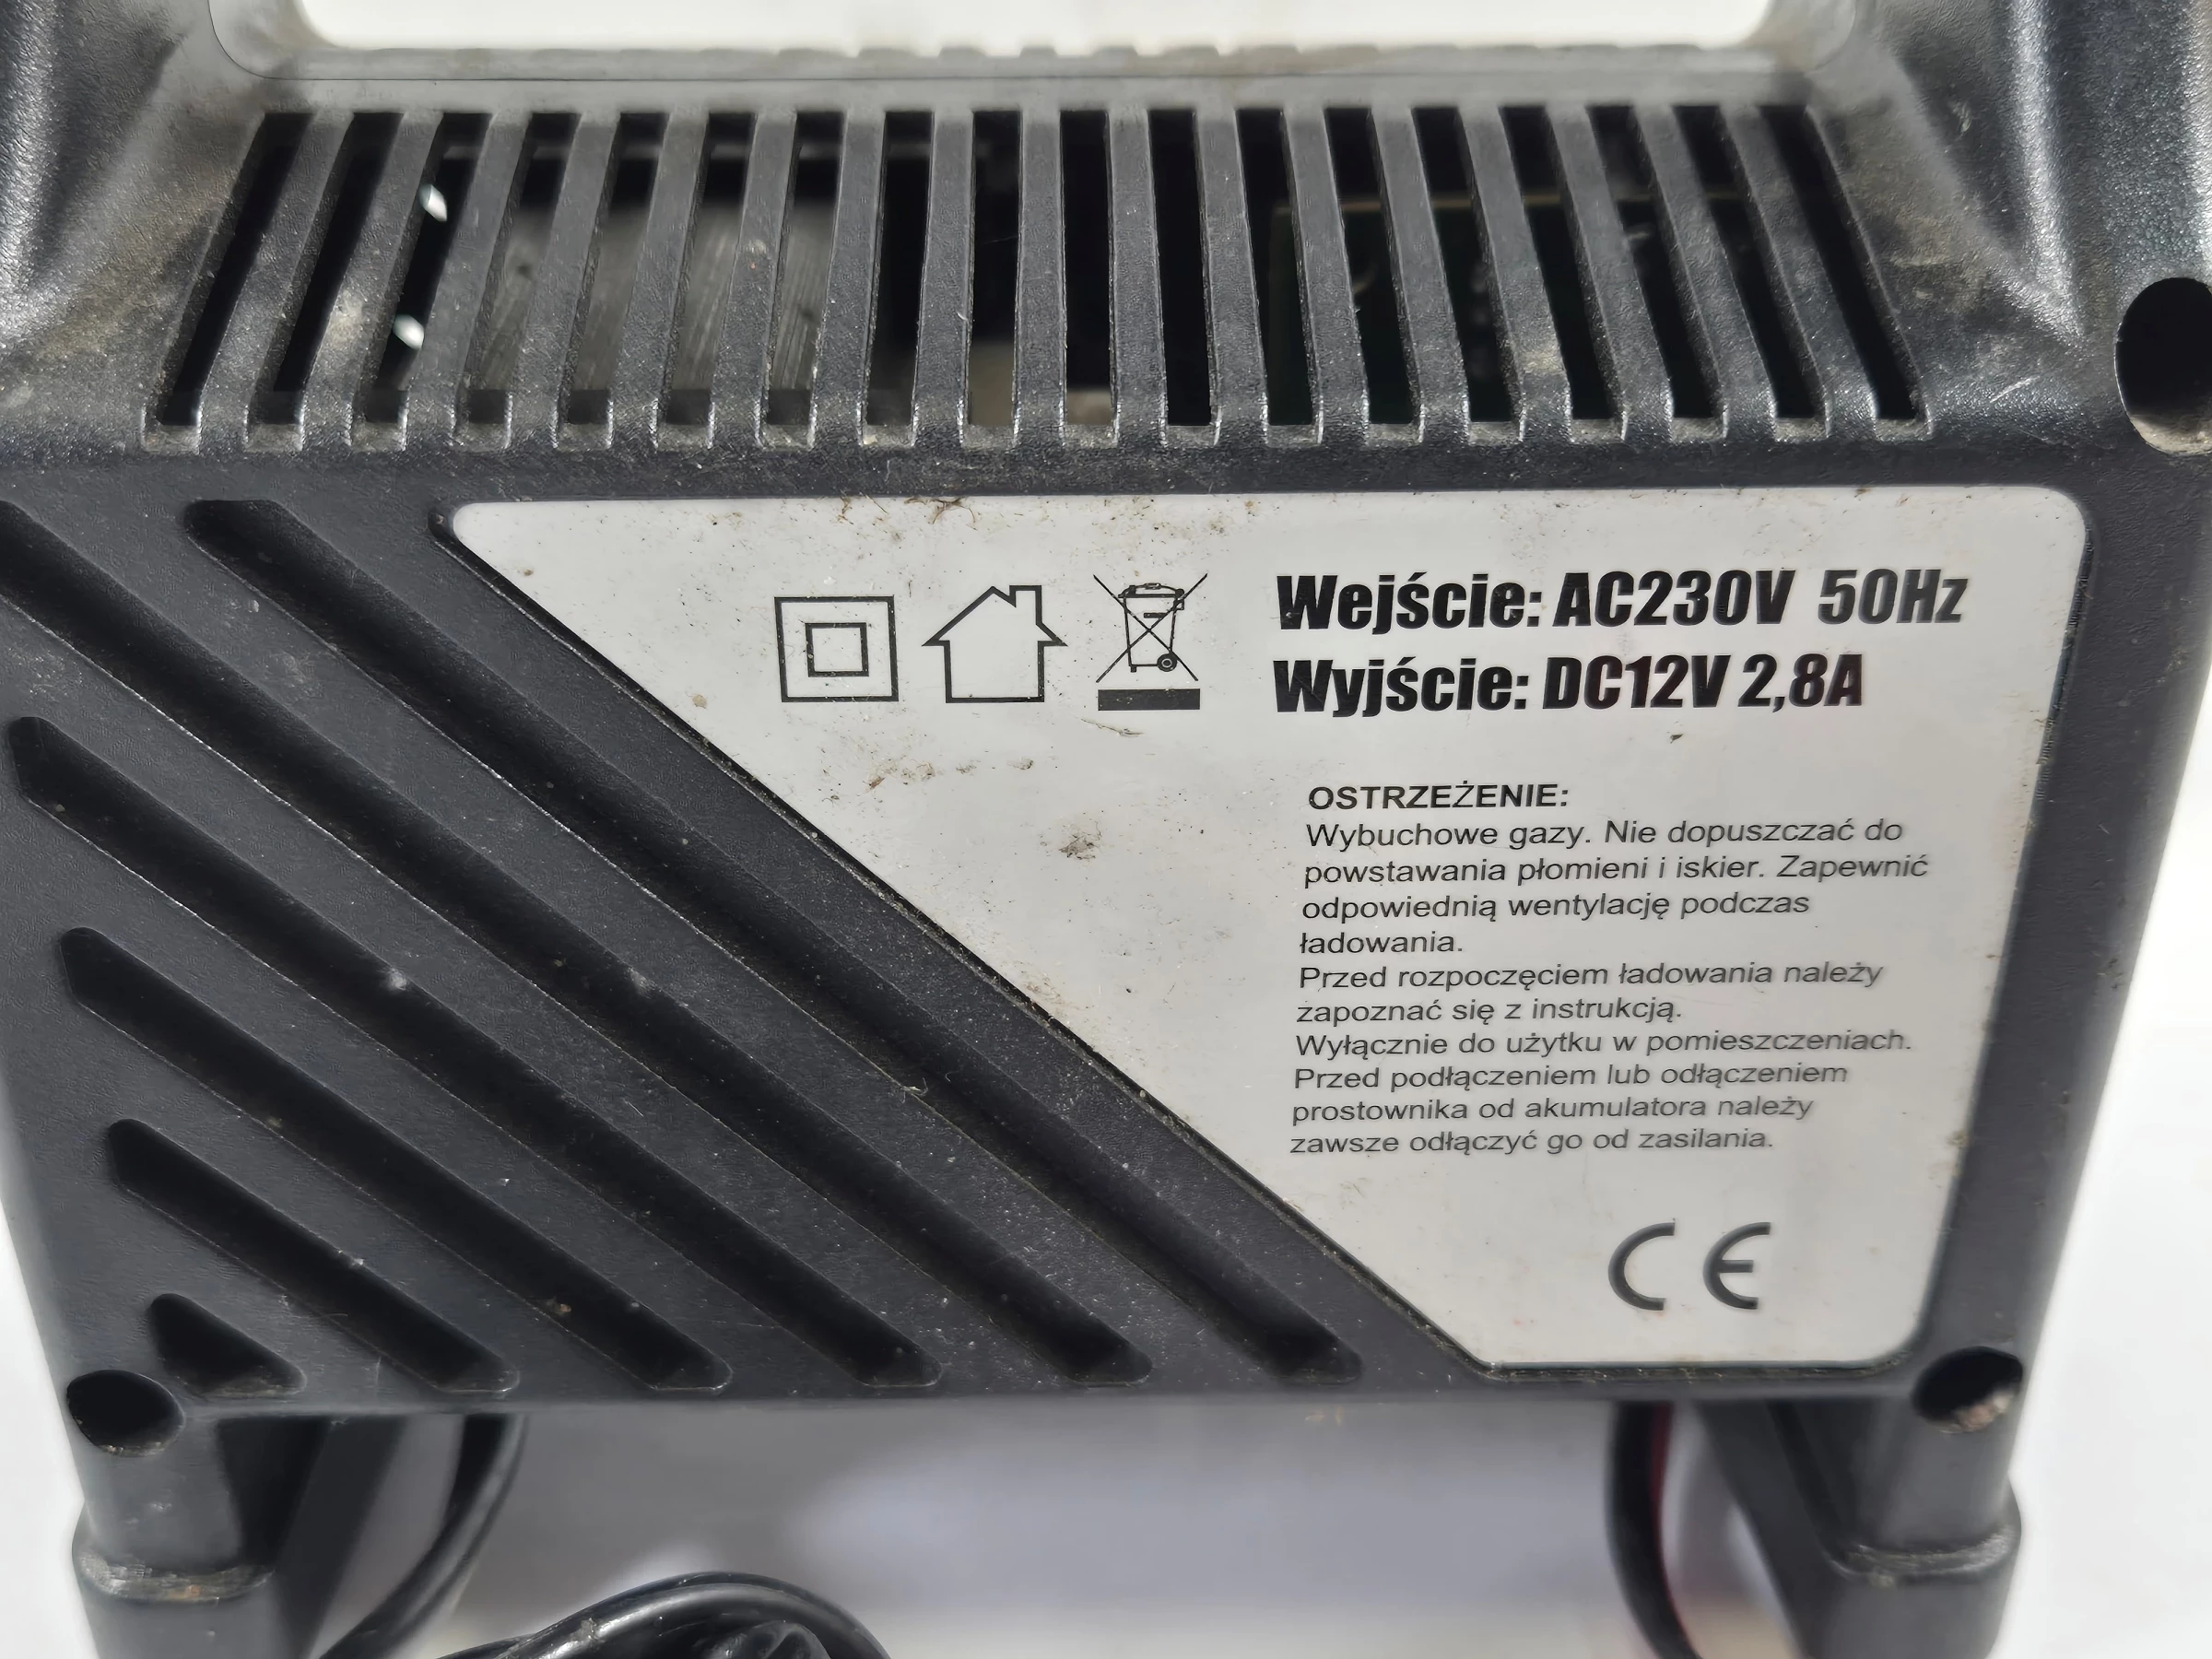 Wejście: AC230V 50Hz
Wyjście: DC12V 2,8A
OSTRZEŻENIE:
Wybuchowe gazy. Nie dopuszczać do
powstawania płomieni i iskier. Zapewnić
odpowiednią wentylację podczas
ładowania.
Przed rozpoczęciem ładowania należy
zapoznać się z instrukcją.
Wyłącznie do użytku w pomieszczeniach.
Przed podłączeniem lub odłączeniem
prostownika od akumulatora należy
zawsze odłączyć go od zasilania.
CE